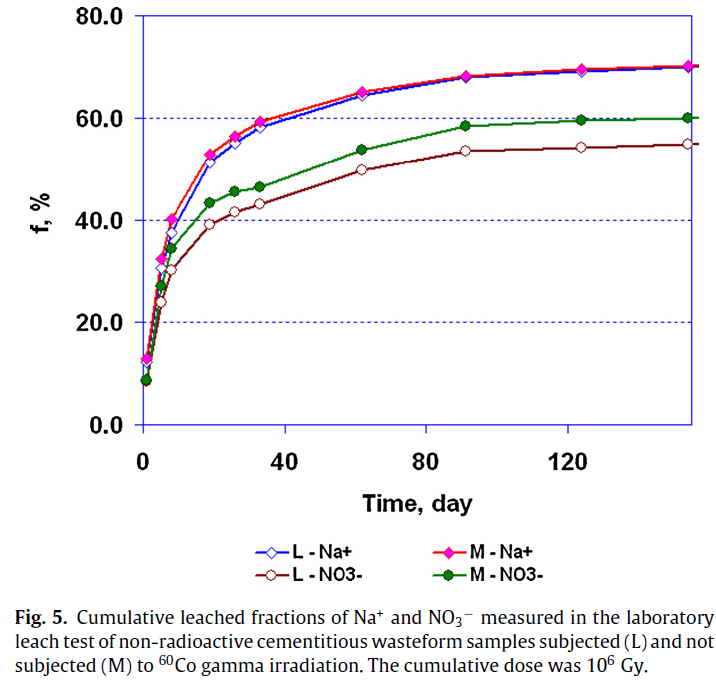 80.0
60.0
40.0
20.0
0.0
f, %
0 40 80 120
Time, day
L - Na+ M - Na+
L - NO3- M - NO3-
Fig. 5. Cumulative leached fractions of Na⁺ and NO₃⁻ measured in the laboratory
leach test of non-radioactive cementitious wasteform samples subjected (L) and not
subjected (M) to ⁶⁰Co gamma irradiation. The cumulative dose was 10⁶ Gy.